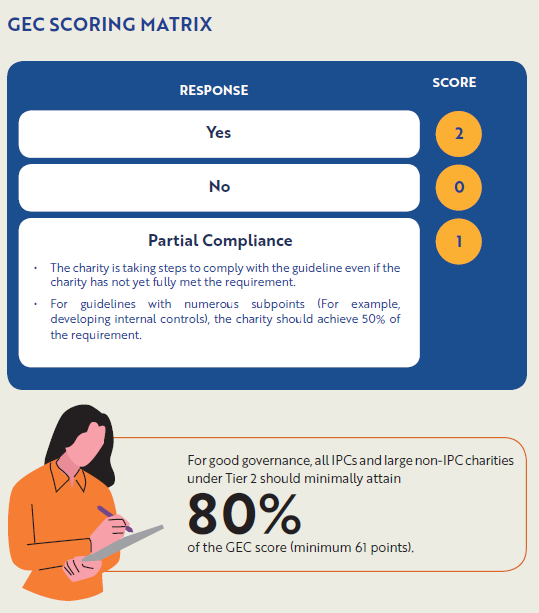 GEC SCORING MATRIX
RESPONSE
SCORE
Yes
2
No
0
Partial Compliance
1
• The charity is taking steps to comply with the guideline even if the
charity has not yet fully met the requirement.
• For guidelines with numerous subpoints (For example,
developing internal controls), the charity should achieve 50% of
the requirement.
For good governance, all IPCs and large non-IPC charities
under Tier 2 should minimally attain
80%
of the GEC score (minimum 61 points).